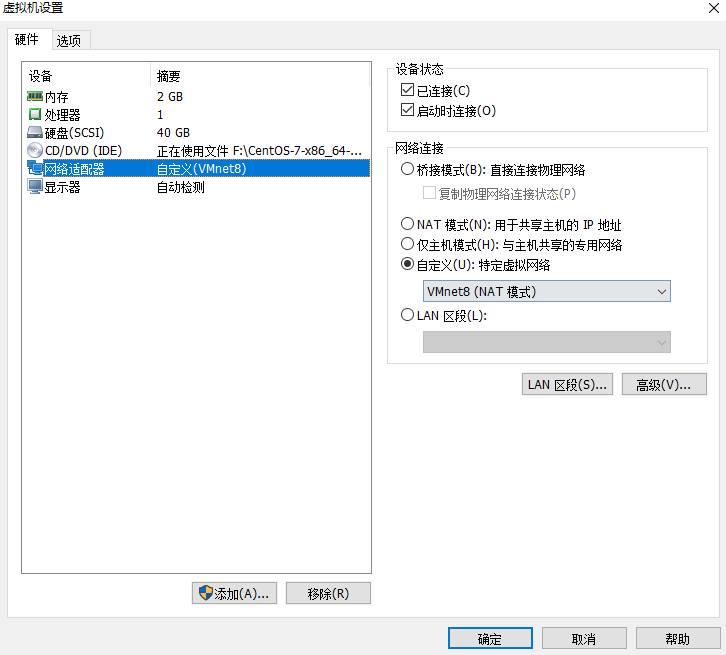 虚拟机设置
硬件 选项
设备 摘要
内存 2 GB
处理器 1
硬盘(SCSI) 40 GB
CD/DVD (IDE) 正在使用文件 F:\CentOS-7-x86_64-...
网络适配器 自定义(VMnet8)
显示器 自动检测
添加(A)... 移除(R)
设备状态
已连接(C)
启动时连接(O)
网络连接
桥接模式(B): 直接连接物理网络
复制物理网络连接状态(P)
NAT 模式(N): 用于共享主机的 IP 地址
仅主机模式(H): 与主机共享的专用网络
自定义(U): 特定虚拟网络
VMnet8 (NAT 模式)
LAN 区段(L):
LAN 区段(S)... 高级(V)...
确定 取消 帮助